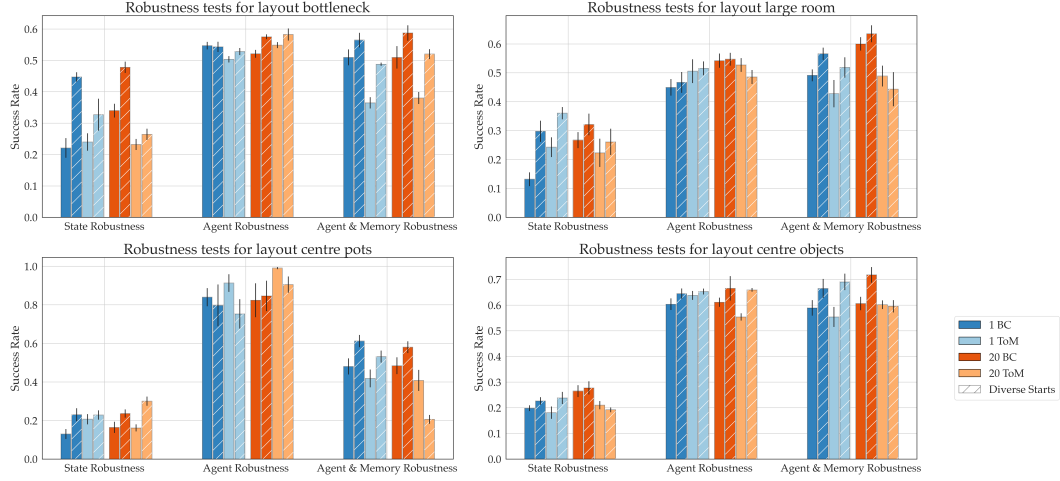 Robustness tests for layout bottleneck
Success Rate
0.6
0.5
0.4
0.3
0.2
0.1
0.0
State Robustness
Agent Robustness
Agent & Memory Robustness
Robustness tests for layout large room
Success Rate
0.6
0.5
0.4
0.3
0.2
0.1
0.0
State Robustness
Agent Robustness
Agent & Memory Robustness
Robustness tests for layout centre pots
Success Rate
1.0
0.8
0.6
0.4
0.2
0.0
State Robustness
Agent Robustness
Agent & Memory Robustness
Robustness tests for layout centre objects
Success Rate
0.7
0.6
0.5
0.4
0.3
0.2
0.1
0.0
State Robustness
Agent Robustness
Agent & Memory Robustness
1 BC
1 ToM
20 BC
20 ToM
Diverse Starts